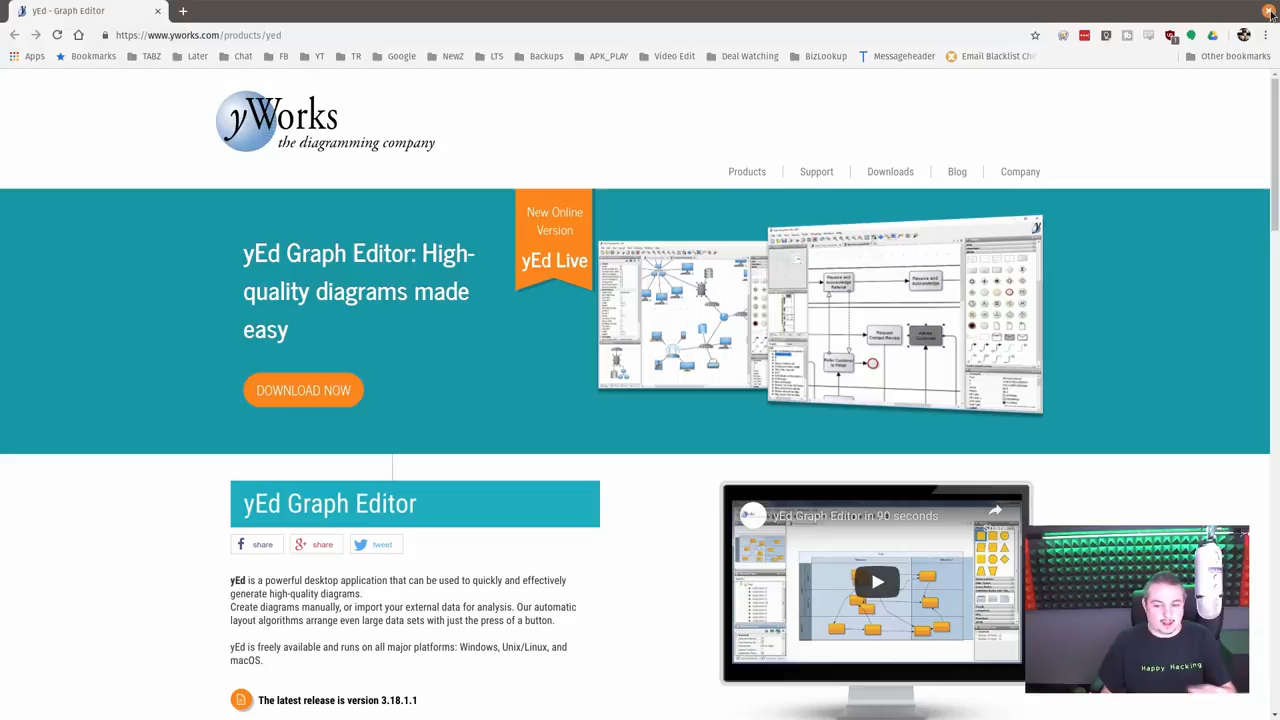 yEd - Graph Editor
https://www.yworks.com/products/yed
Apps
Bookmarks
TABZ
Later
Chat
FB
YT
TR
Google
NewZ
LTS
Backups
APK_PLAY
Video Edit
Deal Watching
BizLookup
Messageheader
Email Blacklist Che
Other bookmarks
yWorks
the diagramming company
Products
Support
Downloads
Blog
Company
New Online
Version
yEd Live
yEd Graph Editor: High-
quality diagrams made
easy
DOWNLOAD NOW
Receive and
Acknowledge
Request
yEd Graph Editor
share
share
tweet
yEd Graph Editor in 90 seconds
yEd is a powerful desktop application that can be used to quickly and effectively
generate high-quality diagrams.
Create diagrams manually, or import your external data for analysis. Our automatic
layout algorithms arrange even large data sets with just the press of a button.
yEd is freely available and runs on all major platforms: Windows, Unix/Linux, and
macOS.
The latest release is version 3.18.1.1
Happy Hacking